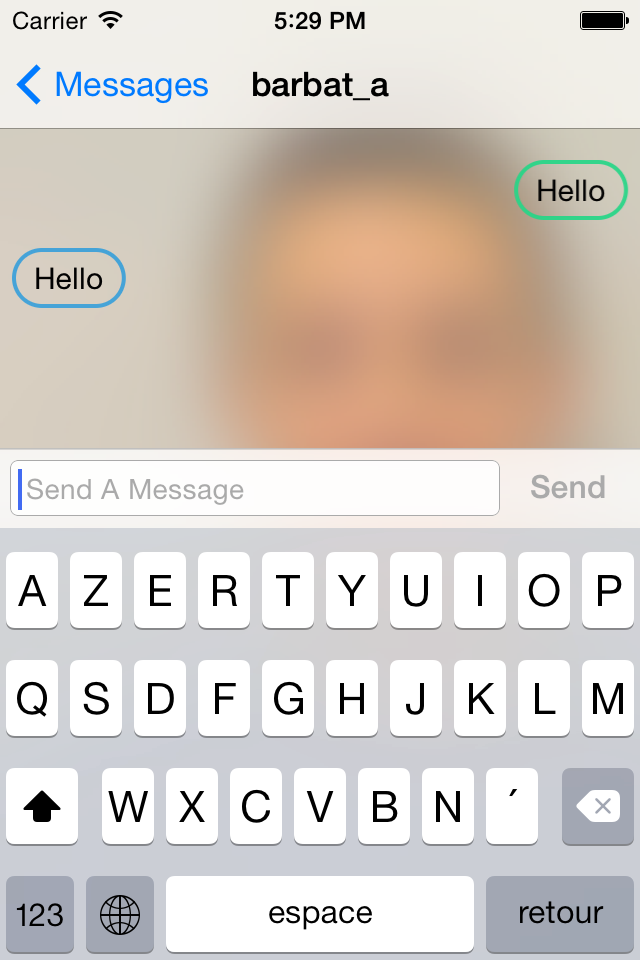 Carrier 5:29 PM
Messages barbat_a
Hello
Hello
Send A Message Send
A Z E R T Y U I O P
Q S D F G H J K L M
W X C V B N ´
123 espace retour